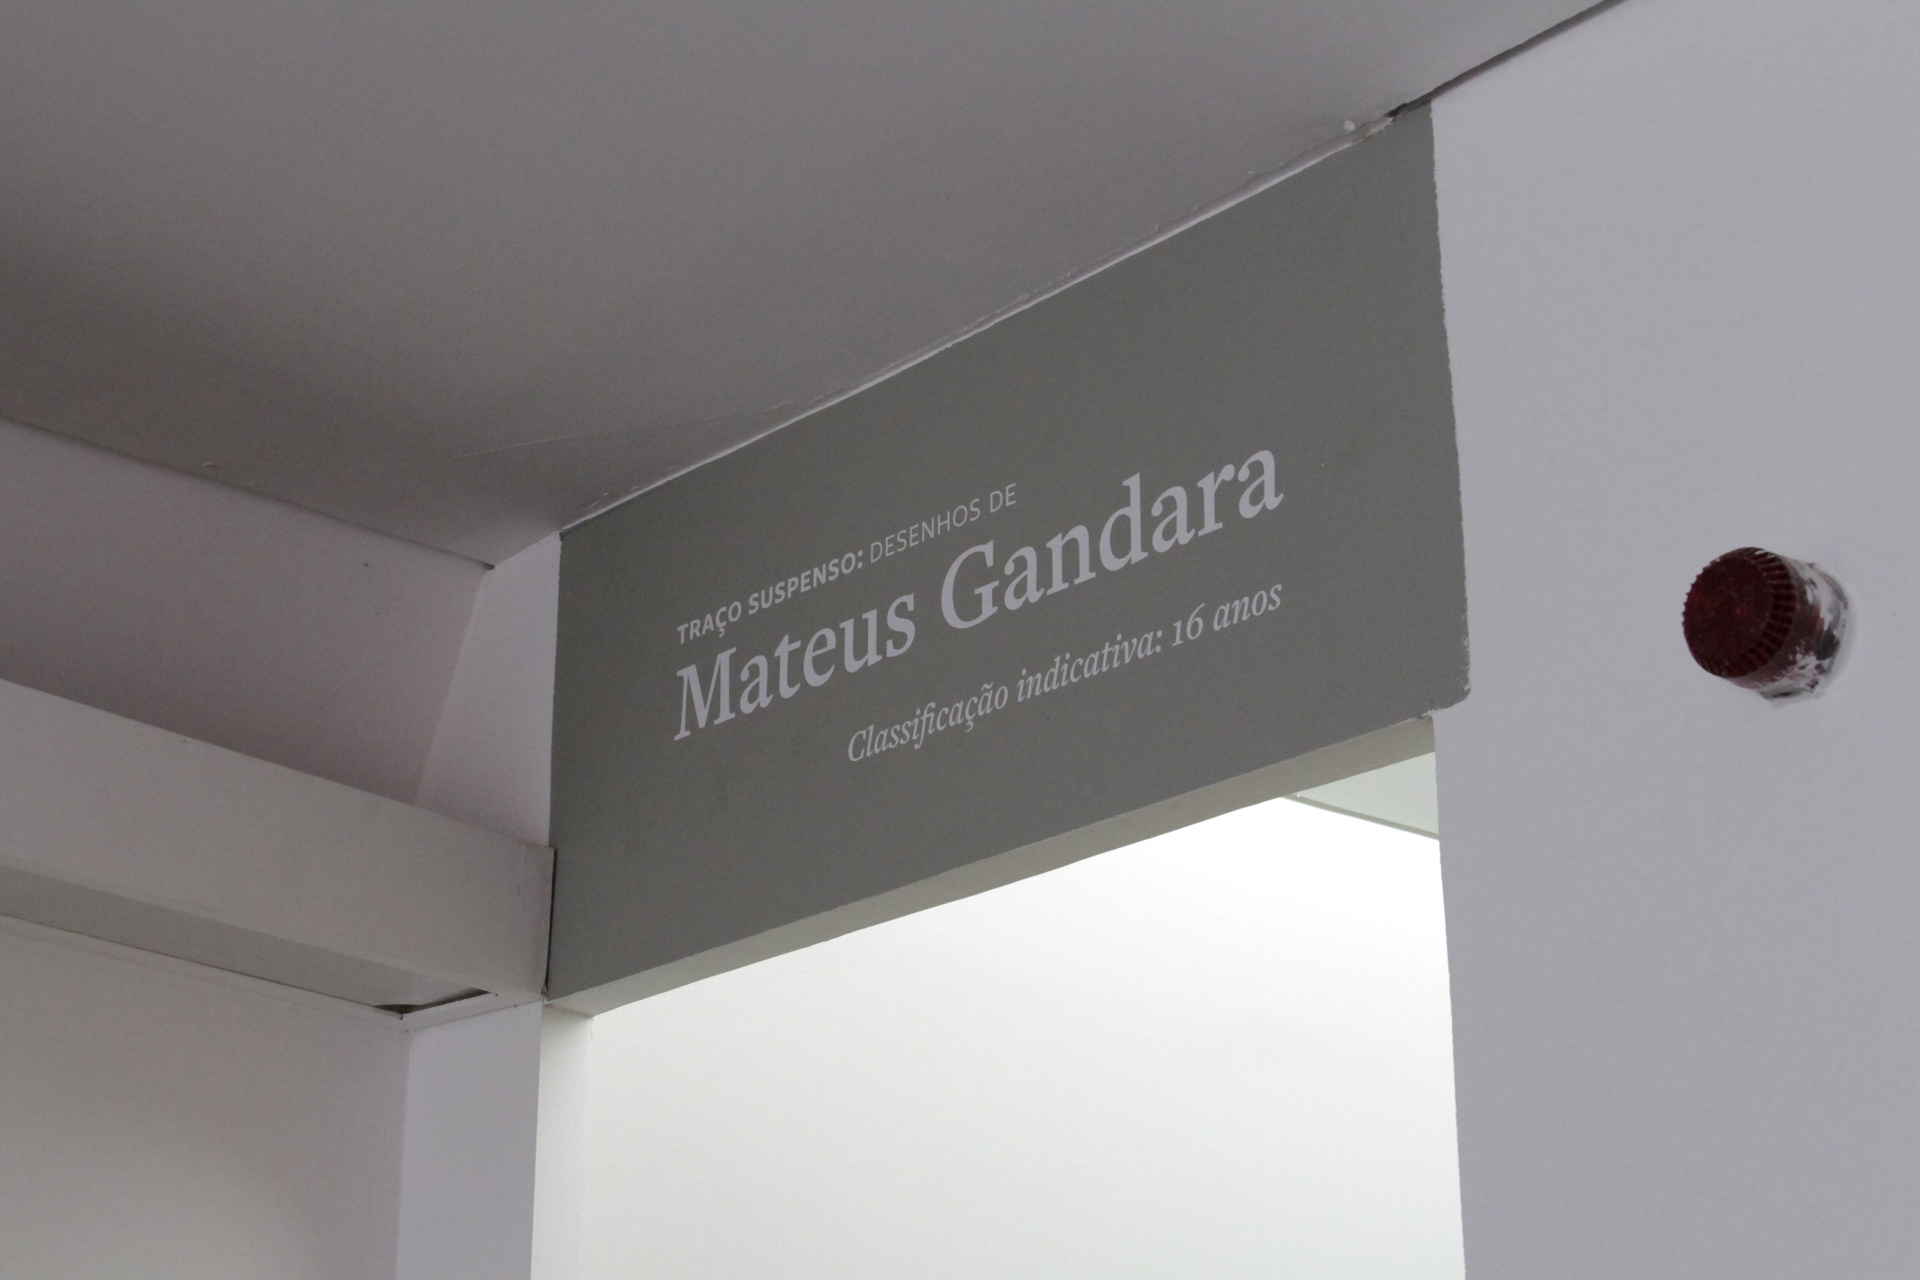 TRAÇO SUSPENSO: DESENHOS DE
Mateus Gandara
Classificação indicativa: 16 anos